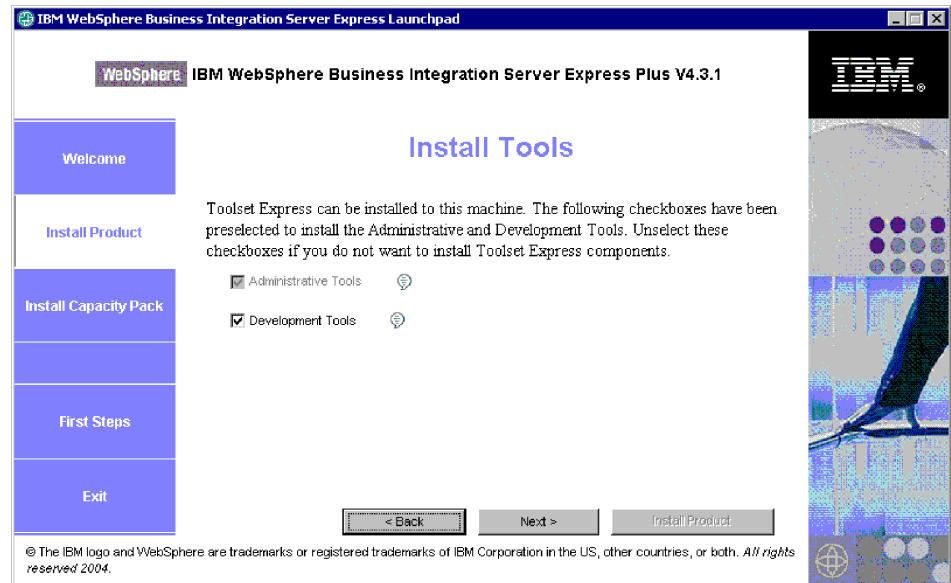 IBM WebSphere Business Integration Server Express Launchpad
WebSphere IBM WebSphere Business Integration Server Express Plus V4.3.1
IBM®
Welcome
Install Product
Install Capacity Pack
First Steps
Exit
Install Tools
Toolset Express can be installed to this machine. The following checkboxes have been
preselected to install the Administrative and Development Tools. Unselect these
checkboxes if you do not want to install Toolset Express components.
Administrative Tools
Development Tools
< Back
Next >
Install Product
© The IBM logo and WebSphere are trademarks or registered trademarks of IBM Corporation in the US, other countries, or both. All rights
reserved 2004.